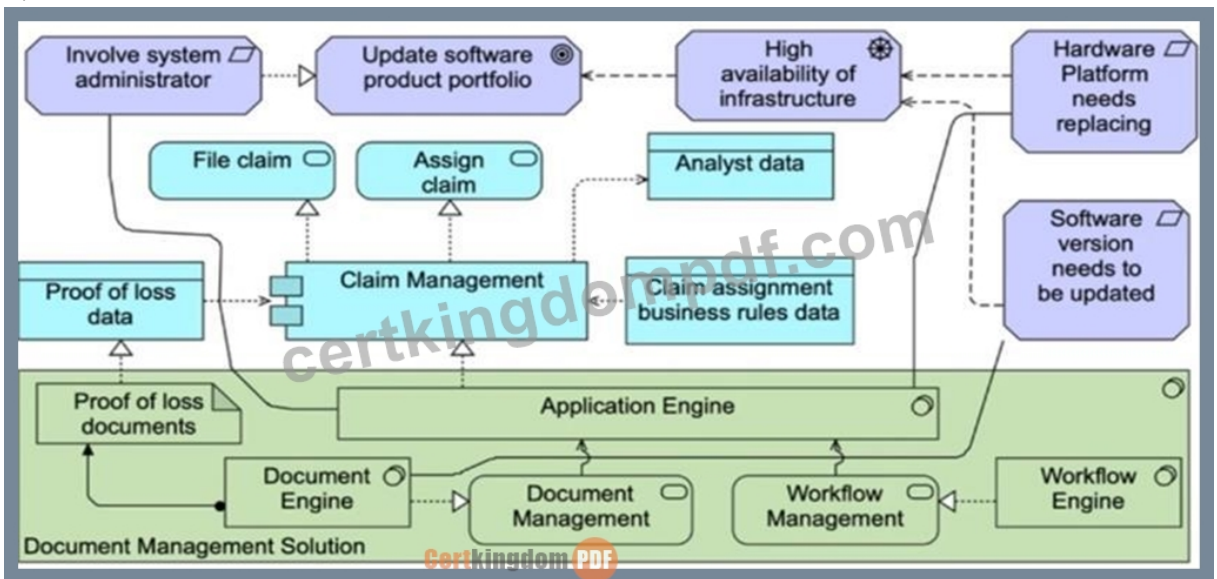 Involve system
administrator
Update software
product portfolio
High
availability of
infrastructure
Hardware
Platform
needs
replacing
File claim
Assign
claim
Analyst data
Software
version
needs to
be updated
Proof of loss
data
Claim Management
Claim assignment
business rules data
certkingdompdf.com
Proof of loss
documents
Application Engine
Document
Engine
Document
Management
Workflow
Management
Workflow
Engine
Document Management Solution
Certkingdom PDF